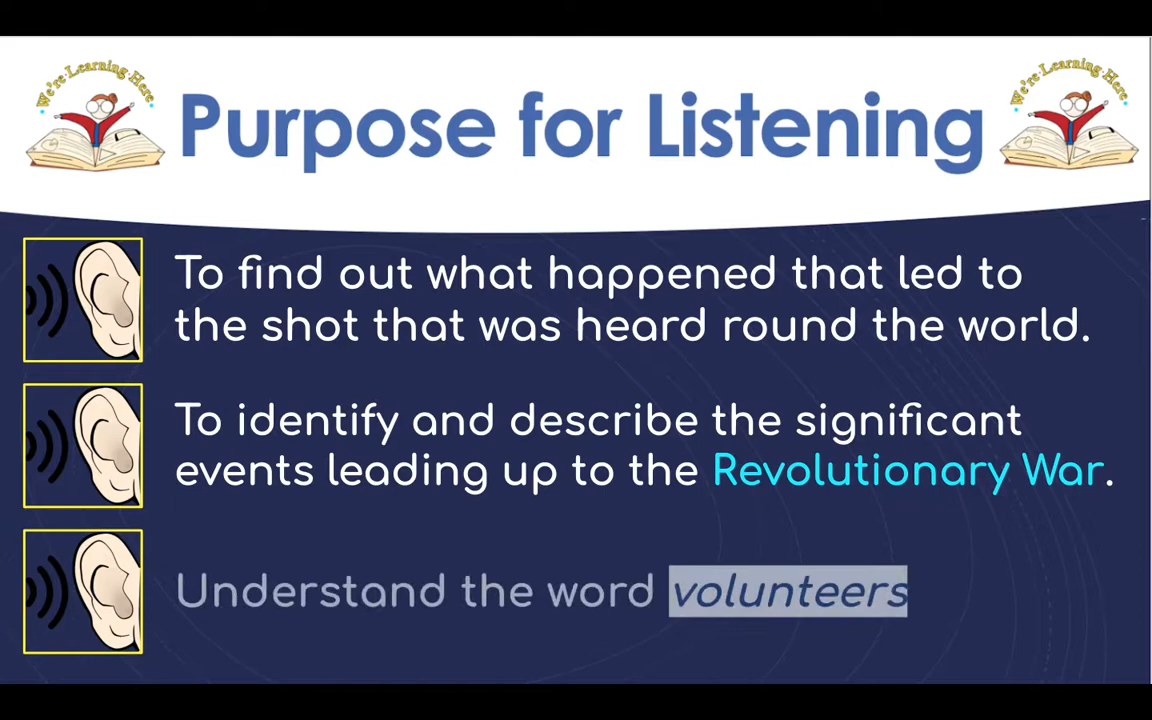 We're Learning Here
Purpose for Listening
We're Learning Here
To find out what happened that led to
the shot that was heard round the world.
To identify and describe the significant
events leading up to the Revolutionary War.
Understand the word volunteers